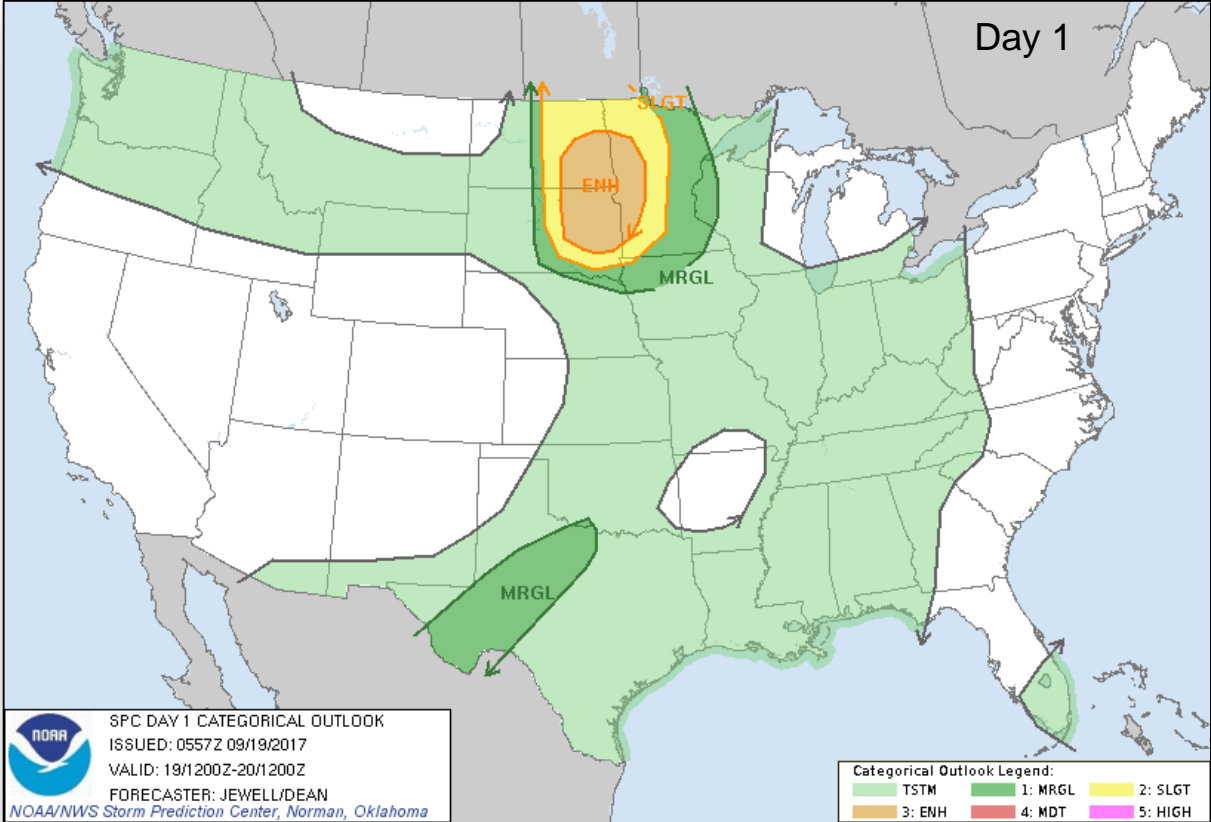 Day 1
SLGT
ENH
MRGL
MRGL
NOAA
SPC DAY 1 CATEGORICAL OUTLOOK
ISSUED: 0557Z 09/19/2017
VALID: 19/1200Z-20/1200Z
FORECASTER: JEWELL/DEAN
NOAA/NWS Storm Prediction Center, Norman, Oklahoma
Categorical Outlook Legend:
TSTM 1: MRGL 2: SLGT
3: ENH 4: MDT 5: HIGH